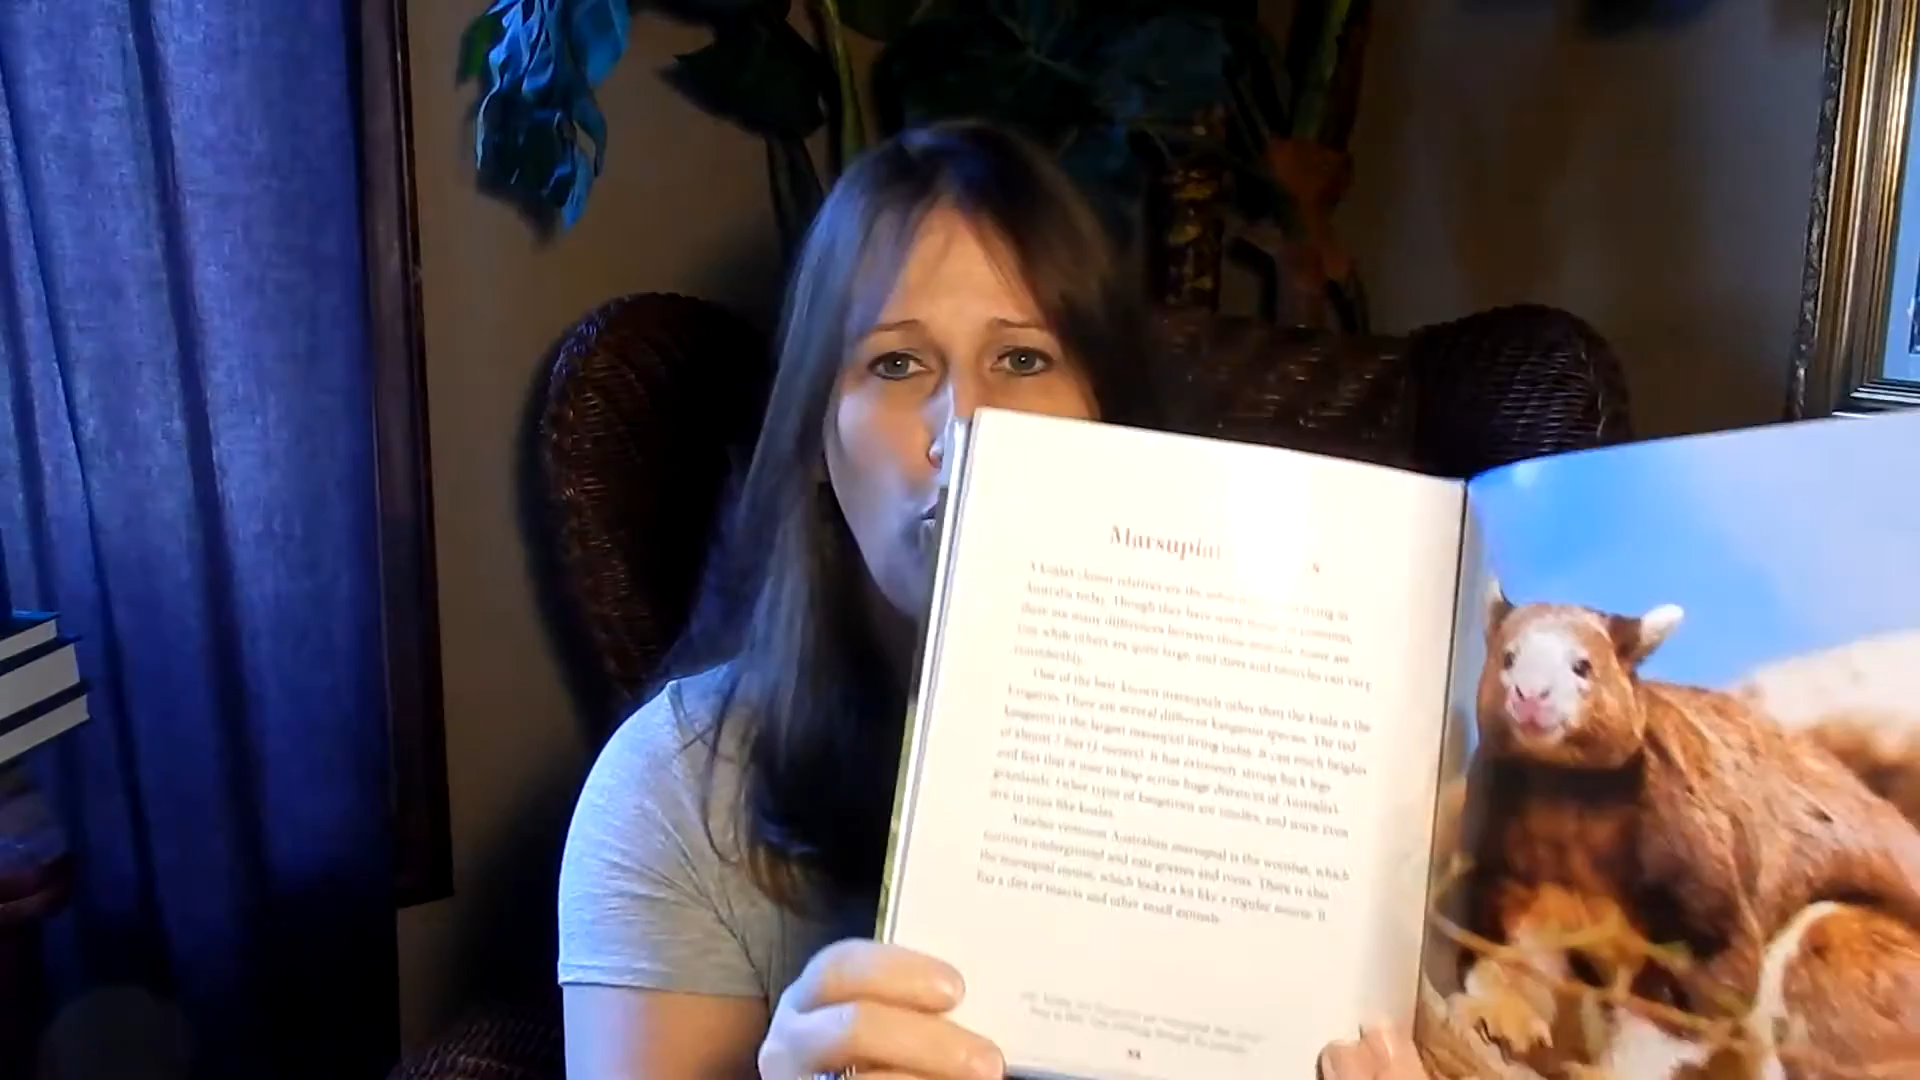 Marsupial
A koala's closest relatives are the other living in
Australia today. Though they have some in common,
there are many differences between these animals. Some are
tiny while others are quite large, and diets and habitats can vary
considerably.
One of the best-known marsupials other than the koala is the
kangaroo. There are several different kangaroo species. The red
kangaroo is the largest marsupial living today. It can reach heights
of almost 7 feet (2 meters). It has extremely strong back legs
and feet that it uses to leap across huge distances of Australia's
grasslands. Other types of kangaroos are smaller, and some even
live in trees like koalas.
Another common Australian marsupial is the wombat, which
burrows underground and eats grasses and roots. There is also
the marsupial mouse, which looks a lot like a regular mouse. It
has a diet of insects and other small animals.